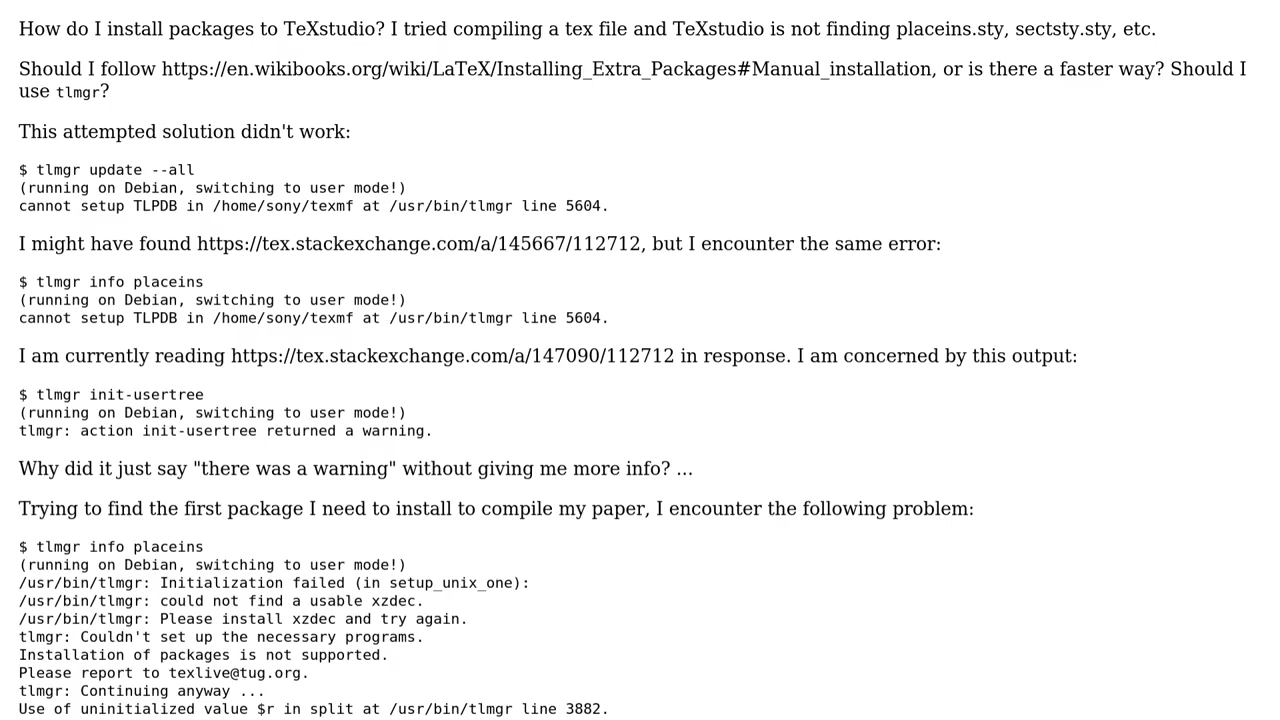 How do I install packages to TeXstudio? I tried compiling a tex file and TeXstudio is not finding placeins.sty, sectsty.sty, etc.
Should I follow https://en.wikibooks.org/wiki/LaTeX/Installing_Extra_Packages#Manual_installation, or is there a faster way? Should I
use tlmgr?
This attempted solution didn't work:
$ tlmgr update --all
(running on Debian, switching to user mode!)
cannot setup TLPDB in /home/sony/texmf at /usr/bin/tlmgr line 5604.
I might have found https://tex.stackexchange.com/a/145667/112712, but I encounter the same error:
$ tlmgr info placeins
(running on Debian, switching to user mode!)
cannot setup TLPDB in /home/sony/texmf at /usr/bin/tlmgr line 5604.
I am currently reading https://tex.stackexchange.com/a/147090/112712 in response. I am concerned by this output:
$ tlmgr init-usertree
(running on Debian, switching to user mode!)
tlmgr: action init-usertree returned a warning.
Why did it just say "there was a warning" without giving me more info? ...
Trying to find the first package I need to install to compile my paper, I encounter the following problem:
$ tlmgr info placeins
(running on Debian, switching to user mode!)
/usr/bin/tlmgr: Initialization failed (in setup_unix_one):
/usr/bin/tlmgr: could not find a usable xzdec.
/usr/bin/tlmgr: Please install xzdec and try again.
tlmgr: Couldn't set up the necessary programs.
Installation of packages is not supported.
Please report to texlive@tug.org.
tlmgr: Continuing anyway ...
Use of uninitialized value $r in split at /usr/bin/tlmgr line 3882.